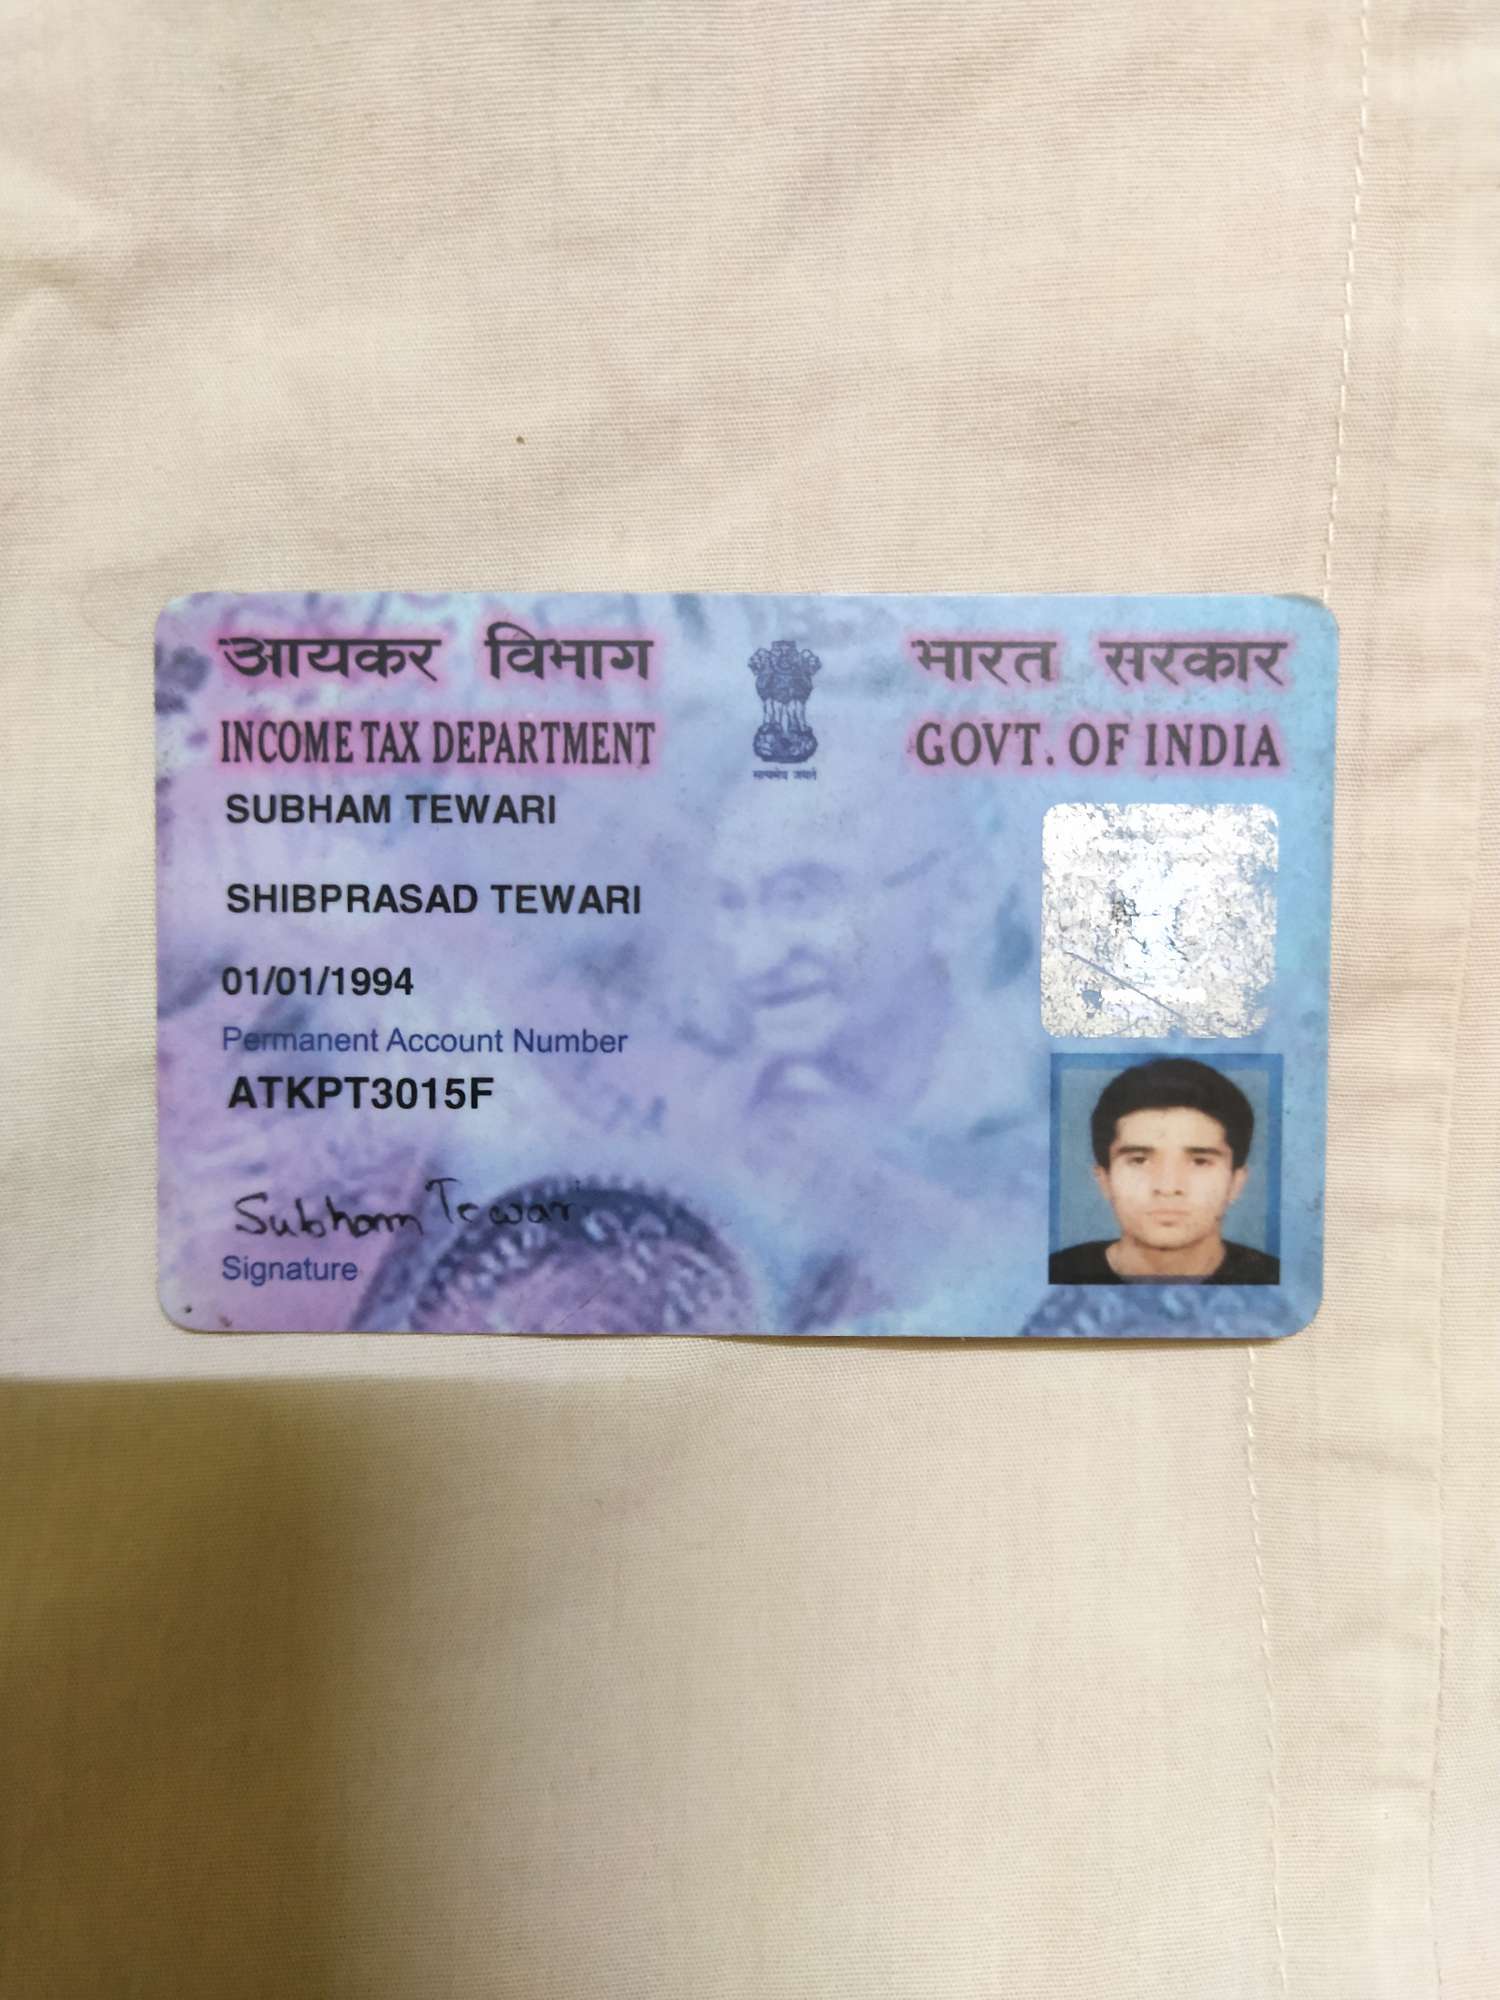 आयकर विभाग
भारत सरकार
INCOME TAX DEPARTMENT
GOVT. OF INDIA
सत्यमेव जयते
SUBHAM TEWARI
SHIBPRASAD TEWARI
01/01/1994
Permanent Account Number
ATKPT3015F
Subham Tewari
Signature